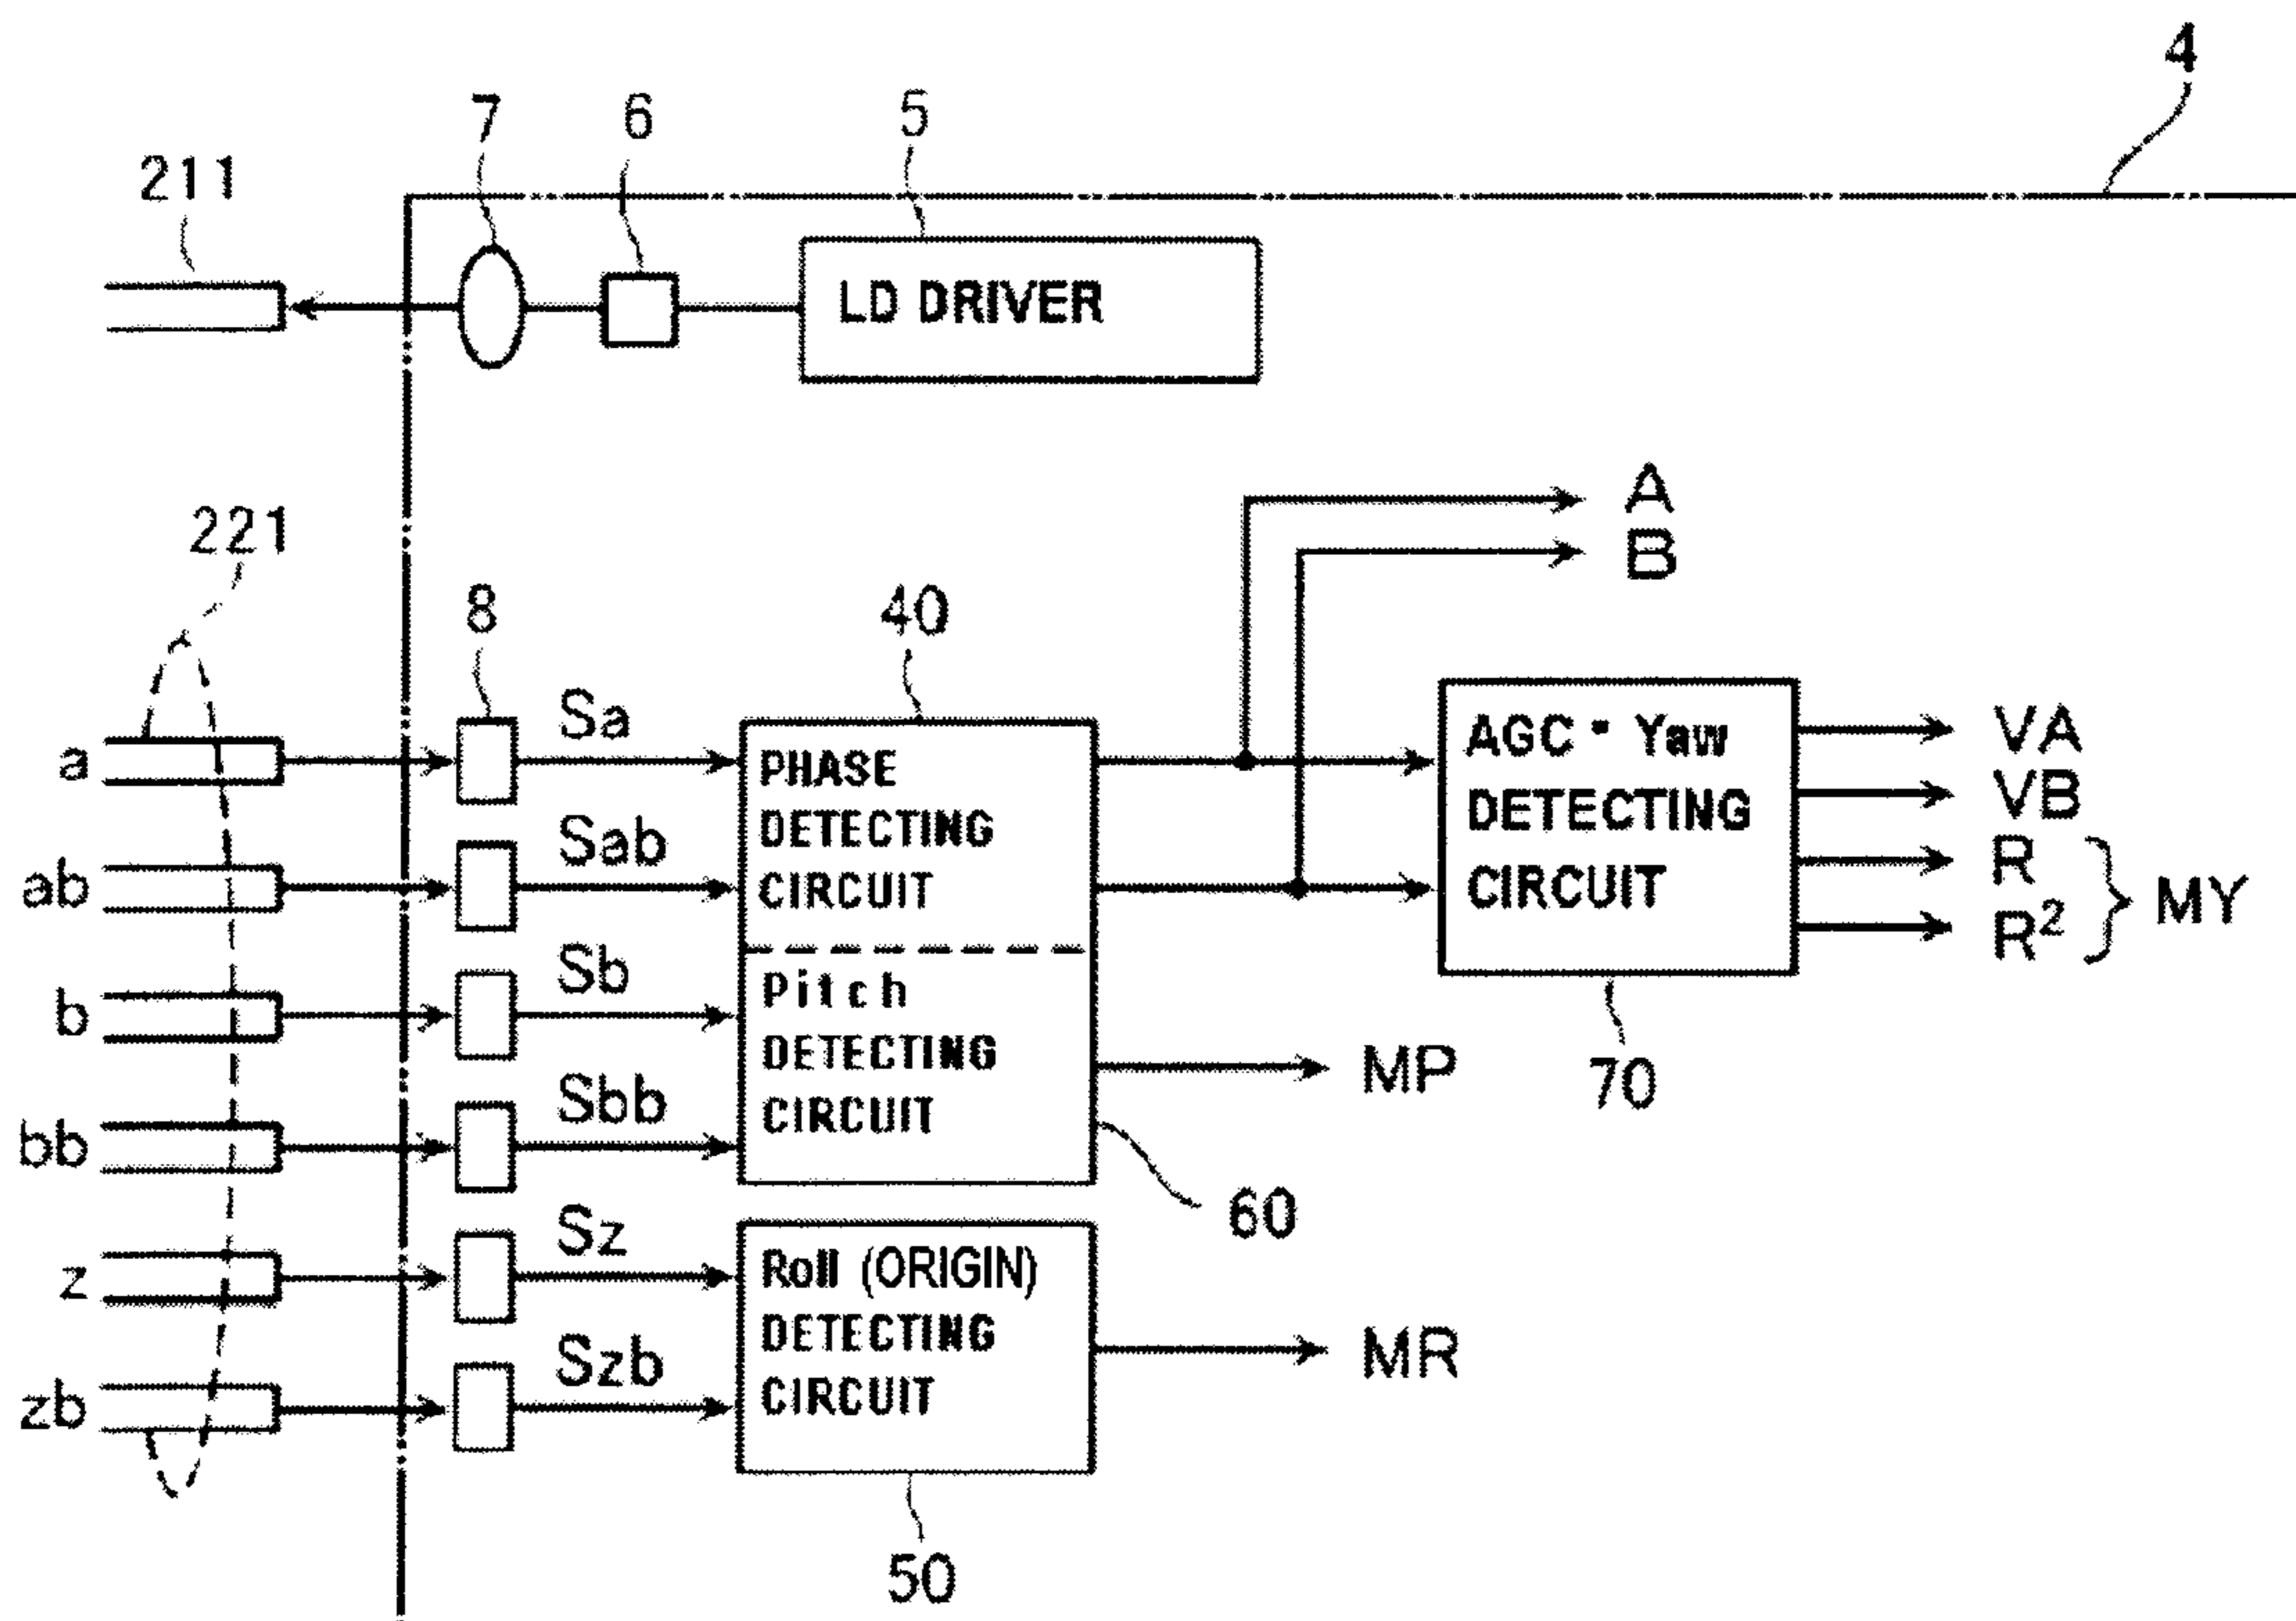 4
7
6
5
211
LD DRIVER
221
A
B
8
40
Sa
a
PHASE
DETECTING
CIRCUIT
AGC・Yaw
DETECTING
CIRCUIT
VA
VB
R
R²
MY
Sab
ab
Sb
b
Pitch
DETECTING
CIRCUIT
MP
70
Sbb
bb
60
Sz
z
Roll (ORIGIN)
DETECTING
CIRCUIT
MR
Szb
zb
50